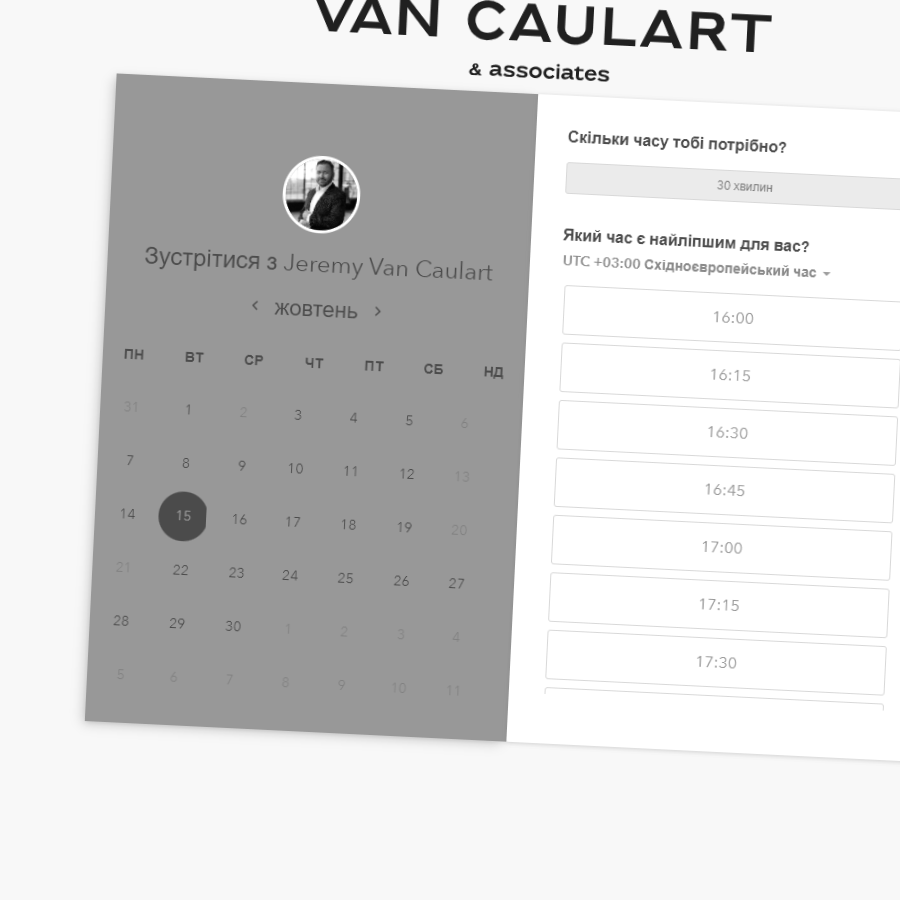 VAN CAULART
& associates
Зустрітися з Jeremy Van Caulart
жовтень
ПН ВТ СР ЧТ ПТ СБ НД
31 1 2 3 4 5 6
7 8 9 10 11 12 13
14 15 16 17 18 19 20
21 22 23 24 25 26 27
28 29 30 1 2 3 4
5 6 7 8 9 10 11
Скільки часу тобі потрібно?
30 хвилин
Який час є найліпшим для вас?
UTC +03:00 Східноєвропейський час
16:00
16:15
16:30
16:45
17:00
17:15
17:30